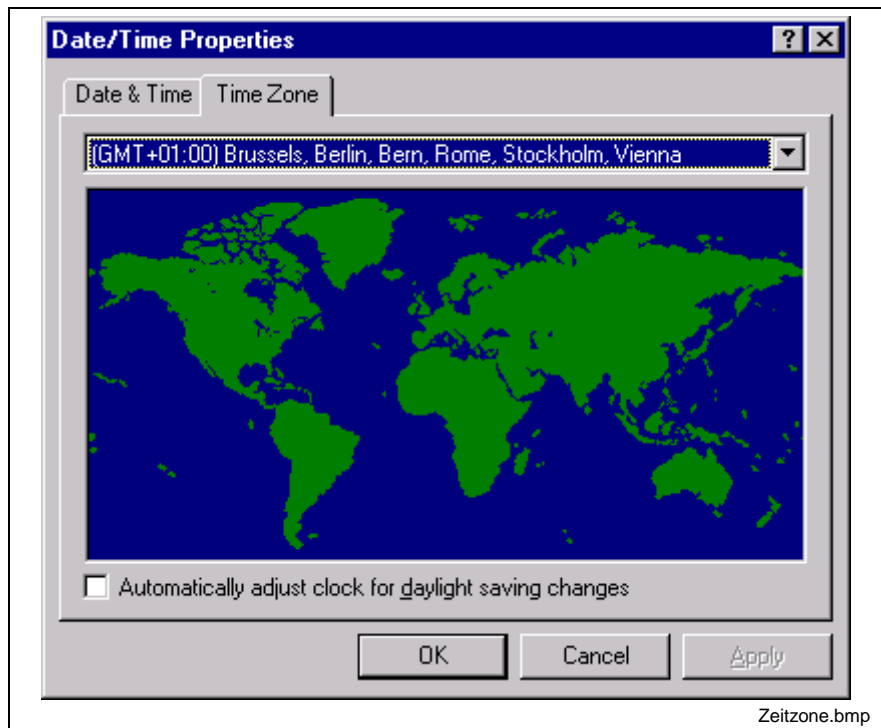 Date/Time Properties
Date & Time Time Zone
(GMT+01:00) Brussels, Berlin, Bern, Rome, Stockholm, Vienna
Automatically adjust clock for daylight saving changes
OK Cancel Apply
Zeitzone.bmp